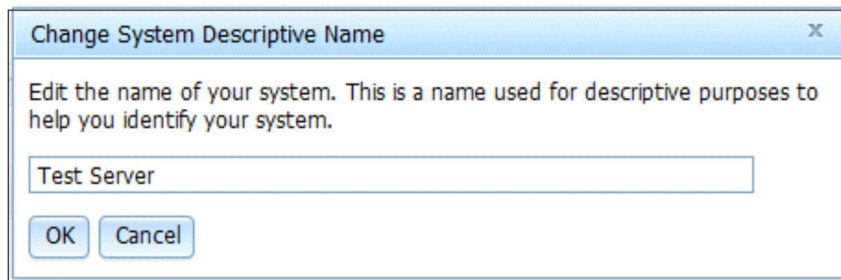 Change System Descriptive Name x
Edit the name of your system. This is a name used for descriptive purposes to
help you identify your system.
Test Server
OK Cancel